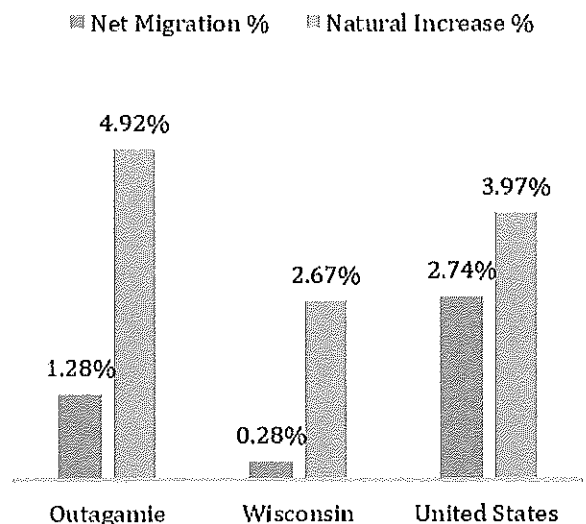 Net Migration % Natural Increase %
4.92%
3.97%
2.67% 2.74%
1.28%
0.28%
Outagamie Wisconsin United States